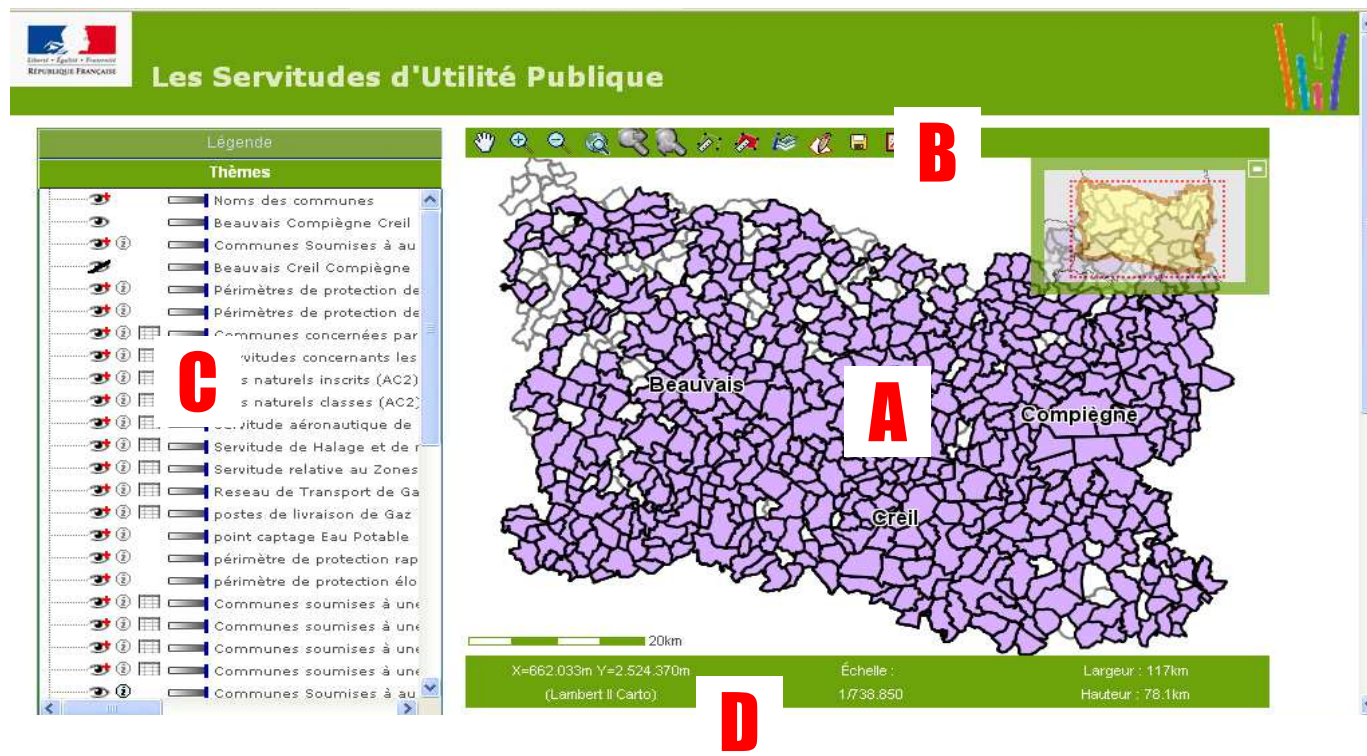 Liberté • Égalité • Fraternité
RÉPUBLIQUE FRANÇAISE
Les Servitudes d'Utilité Publique
Légende
Thèmes
Noms des communes
Beauvais Compiègne Creil
Communes Soumises à au
Beauvais Creil Compiègne
Périmètres de protection de
Périmètres de protection de
Communes concernées par
vitudes concernants les
s naturels inscrits (AC2)
s naturels classes (AC2)
Servitude aéronautique de
Servitude de Halage et de r
Servitude relative au Zones
Reseau de Transport de Ga
postes de livraison de Gaz
point captage Eau Potable
périmètre de protection rap
périmètre de protection élo
Communes soumises à une
Communes soumises à une
Communes soumises à une
Communes soumises à une
Communes Soumises à au
C
B
Beauvais
A
Compiègne
Creil
20km
X=662.033m Y=2.524.370m
(Lambert II Carto)
Échelle :
1/738.850
Largeur : 117km
Hauteur : 78.1km
D